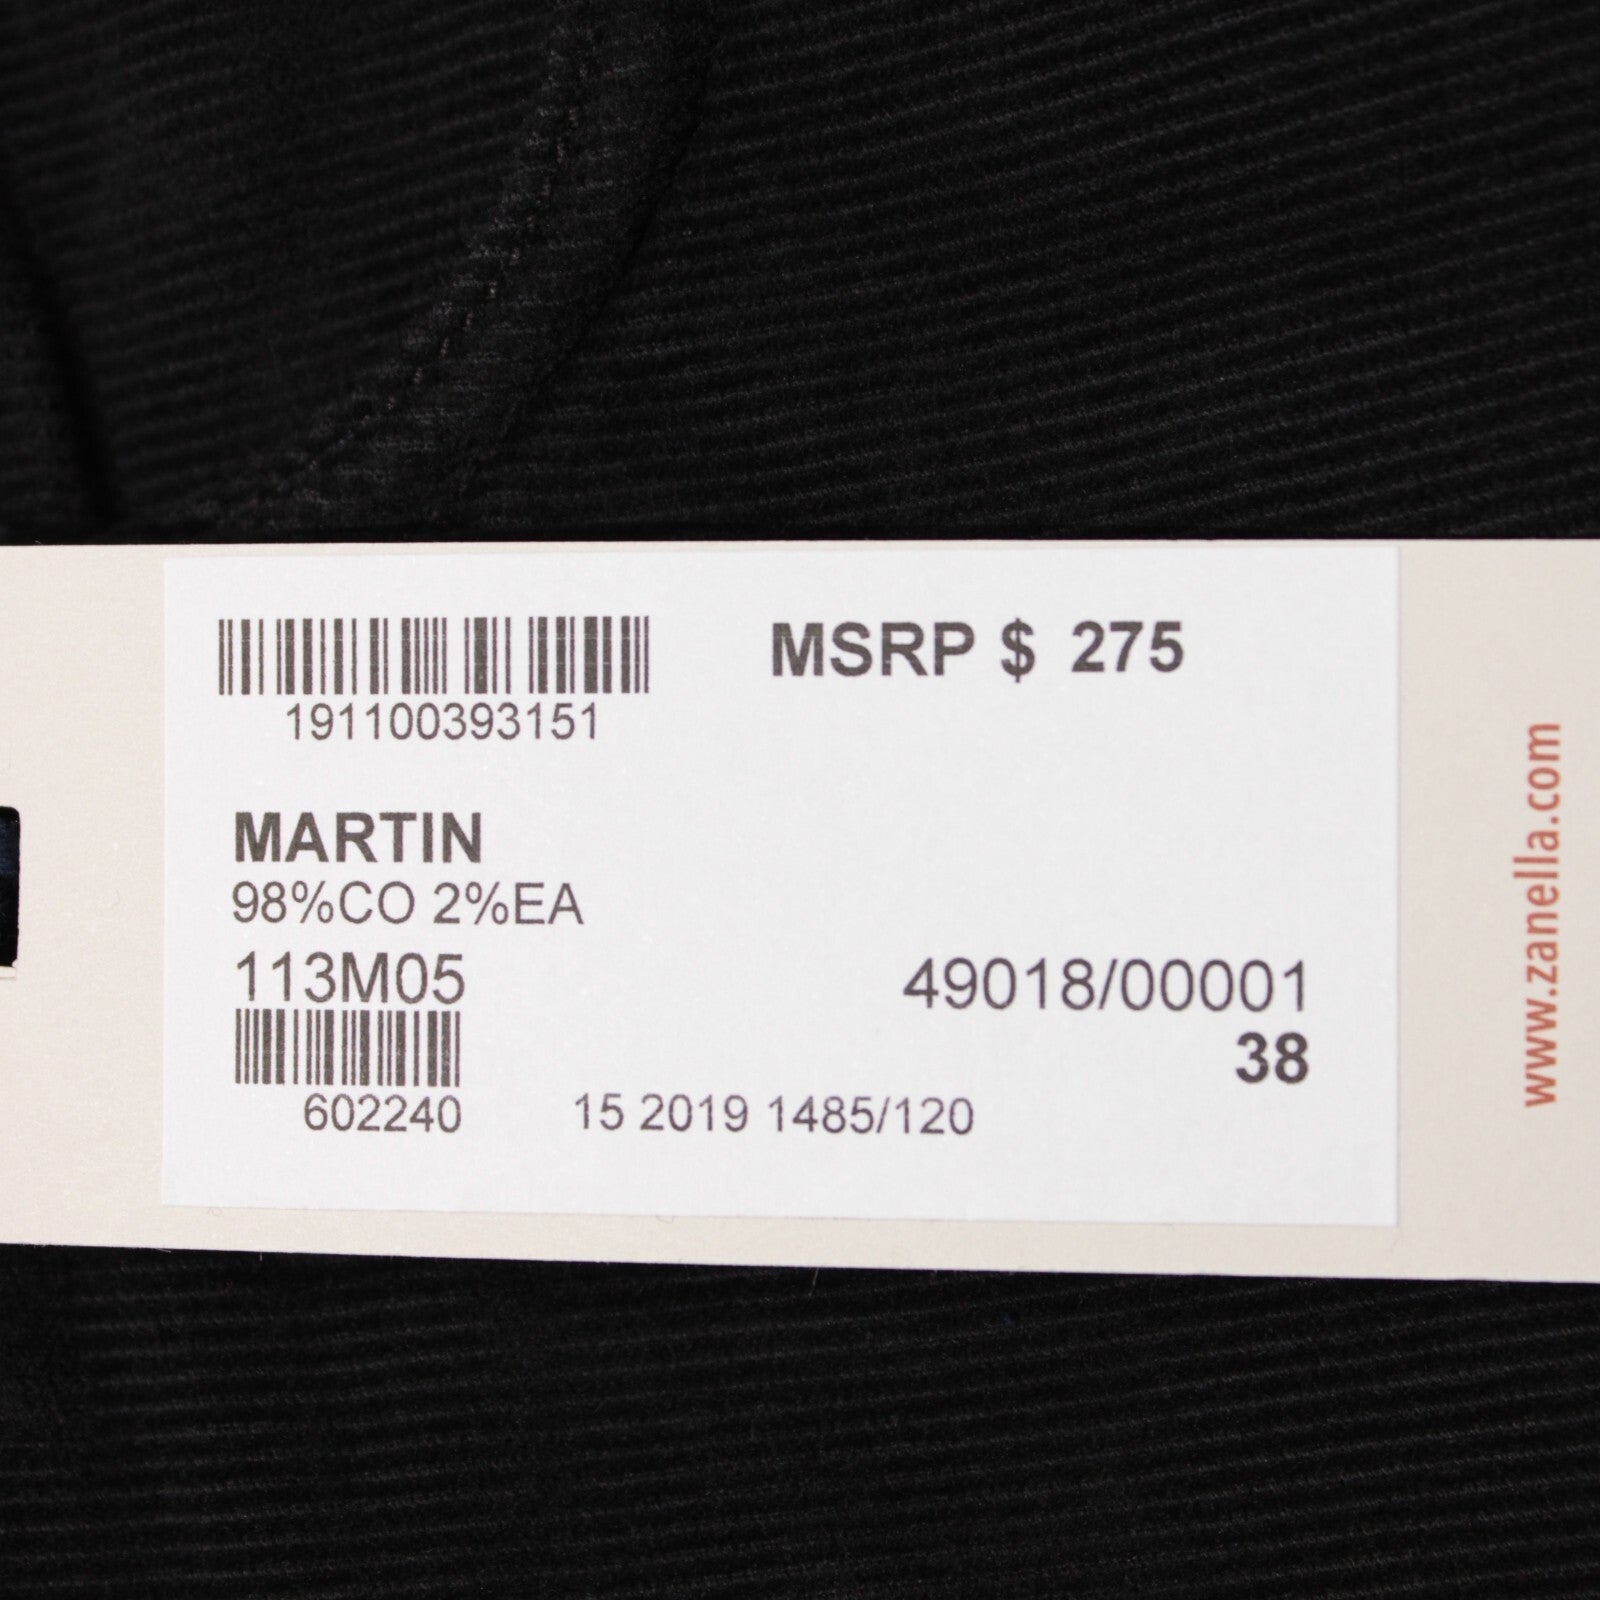 MSRP $ 275
191100393151
MARTIN
98%CO 2%EA
113M05
49018/00001
38
602240
15 2019 1485/120
www.zanella.com